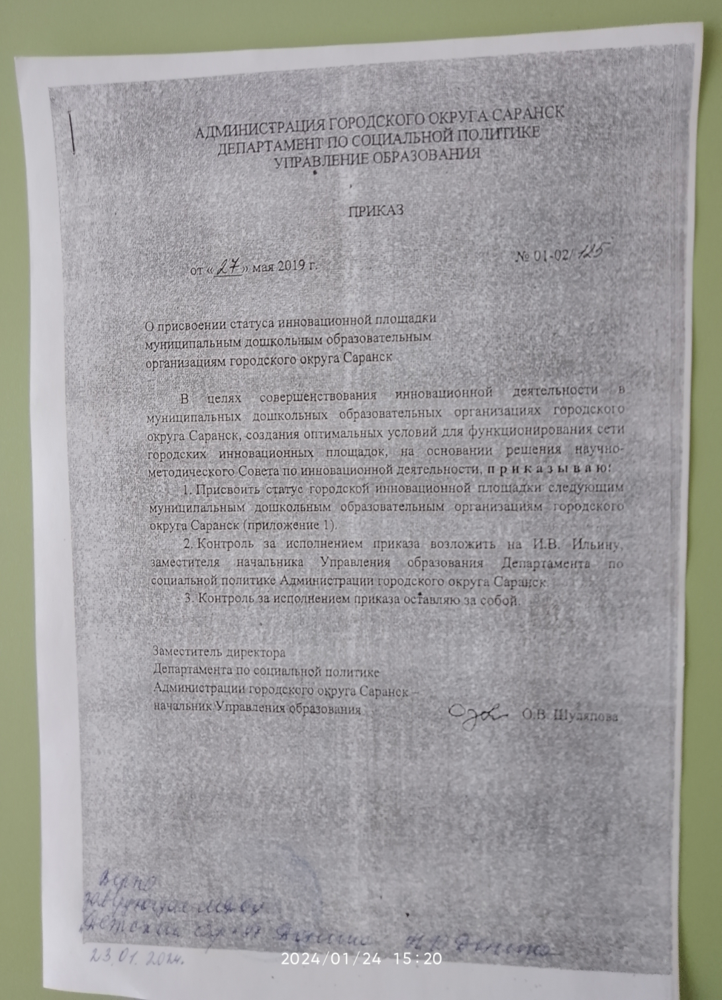 АДМИНИСТРАЦИЯ ГОРОДСКОГО ОКРУГА САРАНСК
ДЕПАРТАМЕНТ ПО СОЦИАЛЬНОЙ ПОЛИТИКЕ
УПРАВЛЕНИЕ ОБРАЗОВАНИЯ
ПРИКАЗ
от «27» мая 2019 г.
№ 01-02/125
О присвоении статуса инновационной площадки
муниципальным дошкольным образовательным
организациям городского округа Саранск
В целях совершенствования инновационной деятельности в
муниципальных дошкольных образовательных организациях городского
округа Саранск, создания оптимальных условий для функционирования сети
городских инновационных площадок, на основании решения научно-
методического Совета по инновационной деятельности, п р и к а з ы в а ю:
1. Присвоить статус городской инновационной площадки следующим
муниципальным дошкольным образовательным организациям городского
округа Саранск (приложение 1).
2. Контроль за исполнением приказа возложить на И.В. Ильину,
заместителя начальника Управления образования Департамента по
социальной политике Администрации городского округа Саранск.
3. Контроль за исполнением приказа оставляю за собой.
Заместитель директора
Департамента по социальной политике
Администрации городского округа Саранск –
начальник Управления образования
О.В. Шуляпова
Верно
заведующая
Детский
23.01.2024.
2024/01/24 15:20